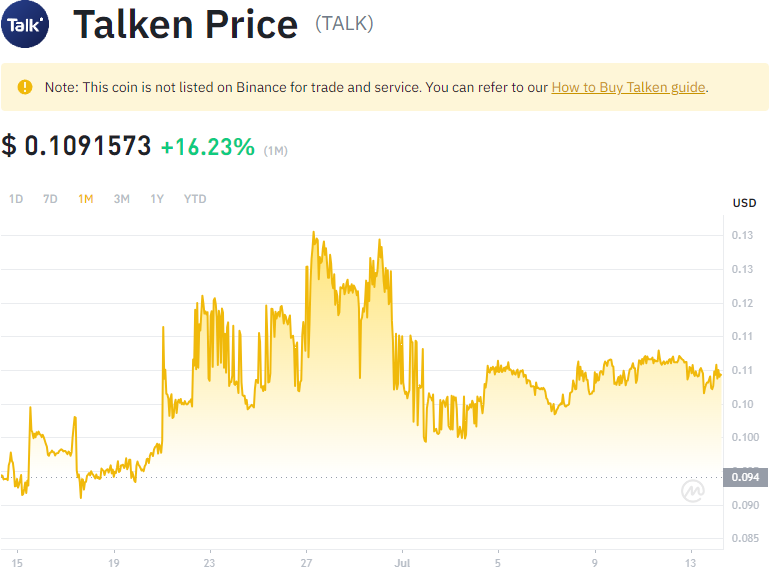 Talk
Talken Price (TALK)
Note: This coin is not listed on Binance for trade and service. You can refer to our How to Buy Talken guide.
$ 0.1091573 +16.23% (1M)
1D 7D 1M 3M 1Y YTD
USD
0.13
0.13
0.12
0.11
0.11
0.10
0.100
0.094
0.090
0.085
15 19 23 27 Jul 5 9 13